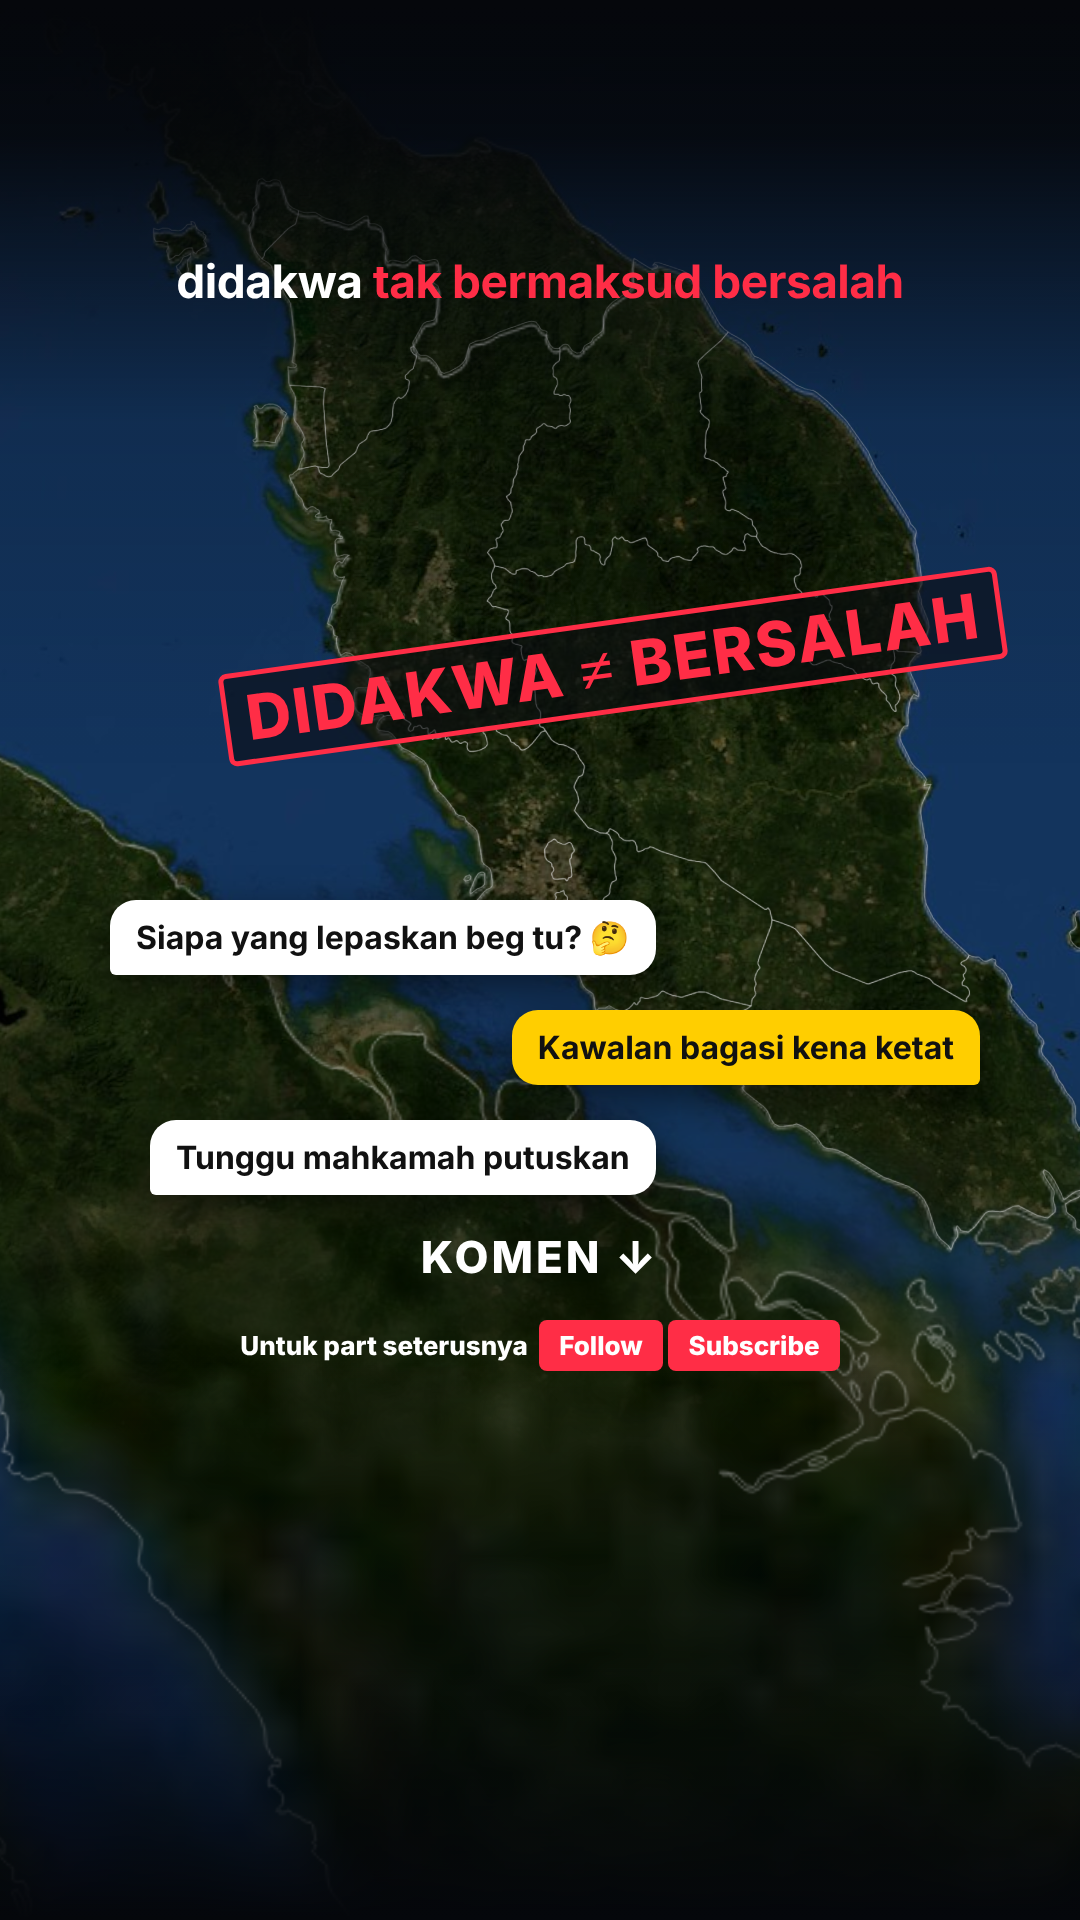 didakwa tak bermaksud bersalah
DIDAKWA ≠ BERSALAH
Siapa yang lepaskan beg tu? 🤔
Kawalan bagasi kena ketat
Tunggu mahkamah putuskan
KOMEN ↓
Untuk part seterusnya Follow Subscribe